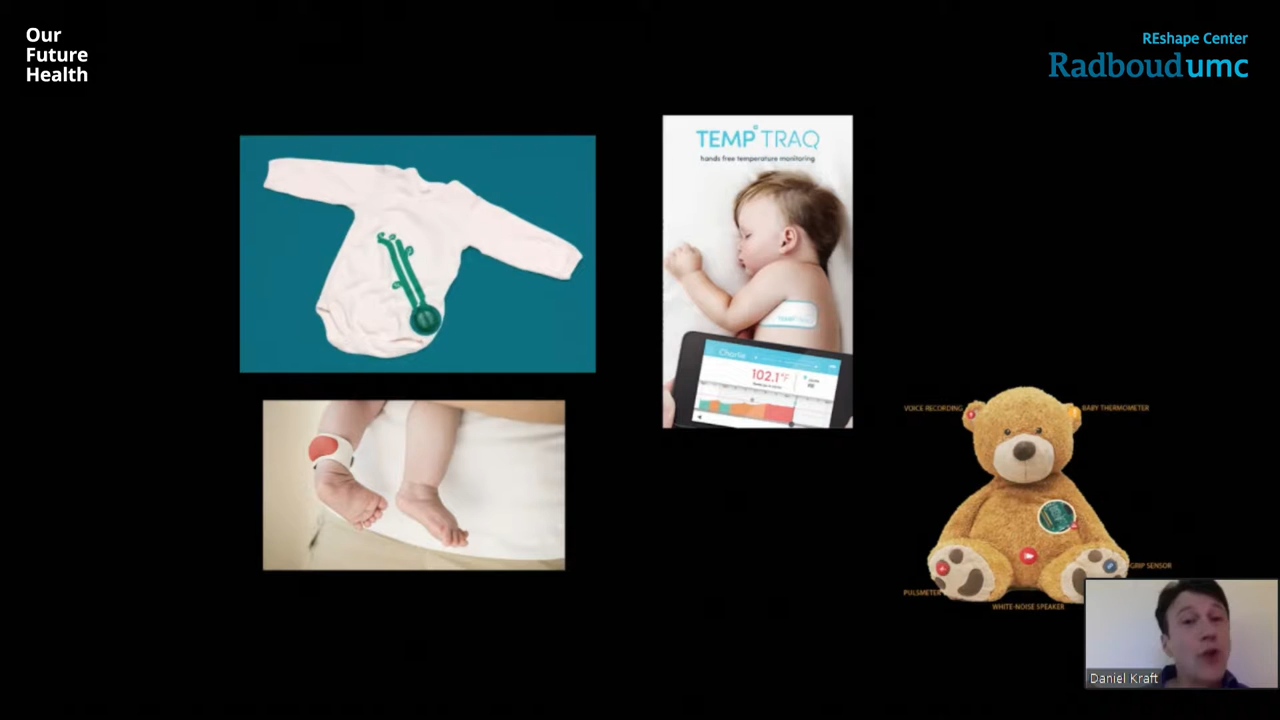 Our
Future
Health
REshape Center
Radboudumc
TEMP°TRAQ
hands free temperature monitoring
Charlie
102.1°F
VOICE RECORDING
BABY THERMOMETER
GRIP SENSOR
PULSMETER
WHITE-NOISE SPEAKER
Daniel Kraft